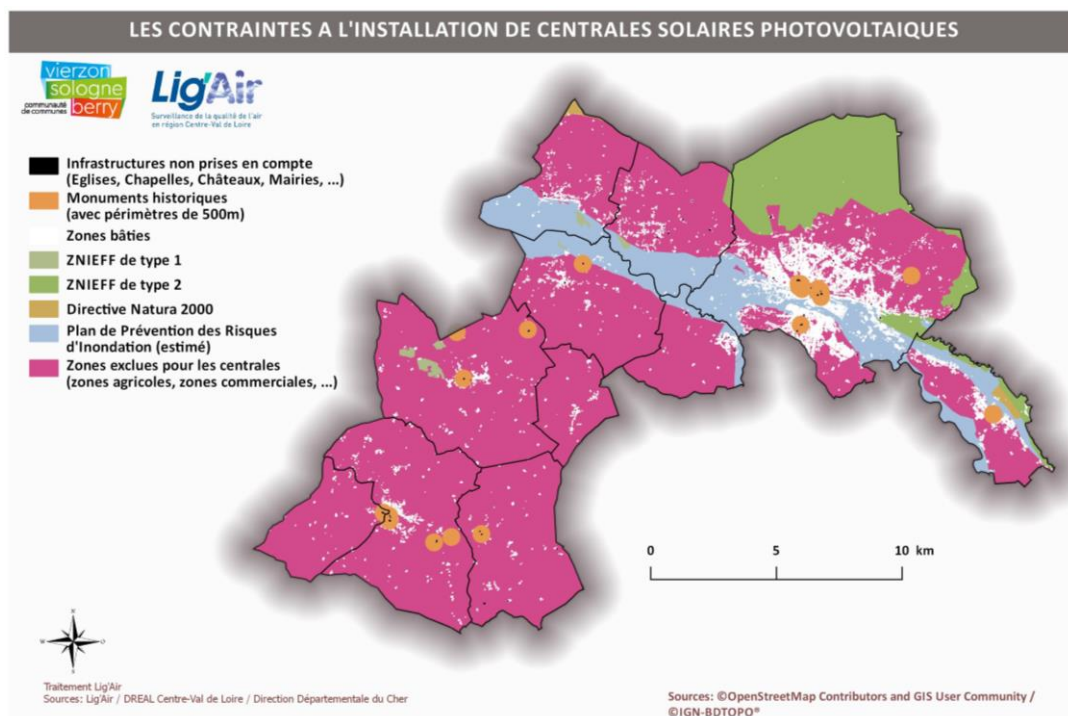 LES CONTRAINTES A L'INSTALLATION DE CENTRALES SOLAIRES PHOTOVOLTAIQUES
vierzon
sologne
berry
communauté
de communes
Lig'Air
Surveillance de la qualité de l'air
en région Centre-Val de Loire
Infrastructures non prises en compte
(Eglises, Chapelles, Châteaux, Mairies, ...)
Monuments historiques
(avec périmètres de 500m)
Zones bâties
ZNIEFF de type 1
ZNIEFF de type 2
Directive Natura 2000
Plan de Prévention des Risques
d'Inondation (estimé)
Zones exclues pour les centrales
(zones agricoles, zones commerciales, ...)
0 5 10 km
Traitement Lig'Air
Sources: Lig'Air / DREAL Centre-Val de Loire / Direction Départementale du Cher
Sources: ©OpenStreetMap Contributors and GIS User Community /
©IGN-BDTOPO®